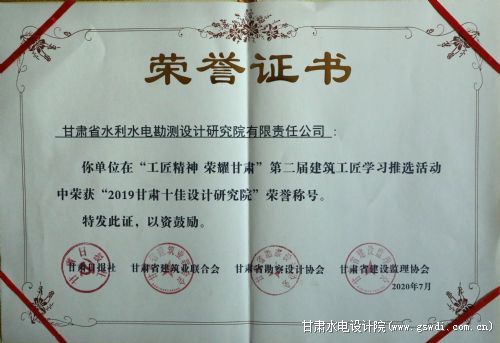 荣誉证书
甘肃省水利水电勘测设计研究院有限责任公司：
你单位在“工匠精神 荣耀甘肃”第二届建筑工匠学习推选活动
中荣获“2019甘肃十佳设计研究院”荣誉称号。
特发此证，以资鼓励。
甘肃日报社 甘肃省建筑业联合会 甘肃省勘察设计协会 甘肃省建设监理协会
2020年7月
甘肃水电设计院(www.gswdi.com.cn)